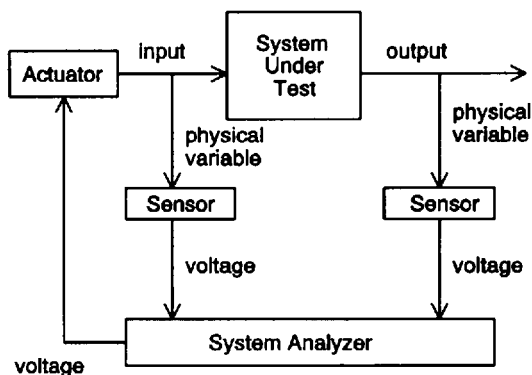 input
System
Under
Test
output
Actuator
physical
variable
physical
variable
Sensor
Sensor
voltage
voltage
System Analyzer
voltage